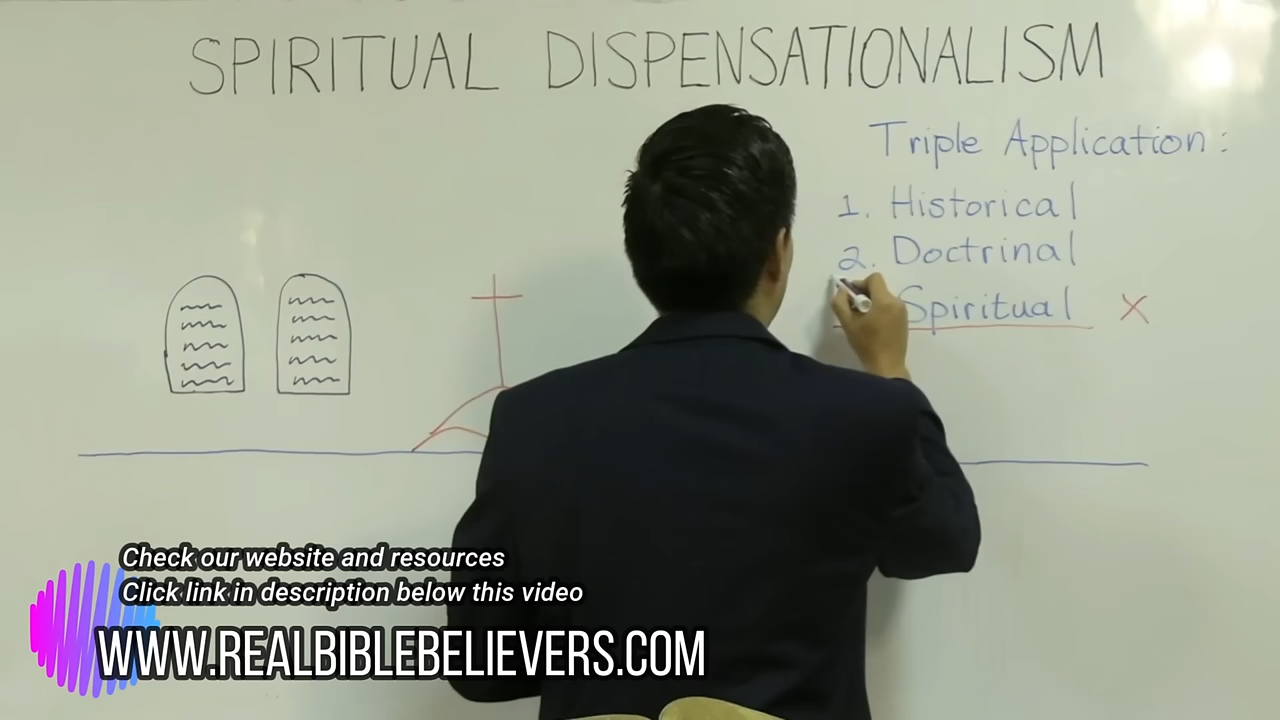 SPIRITUAL DISPENSATIONALISM
Triple Application:
1. Historical
2. Doctrinal
Spiritual X
Check our website and resources
Click link in description below this video
WWW.REALBIBLEBELIEVERS.COM